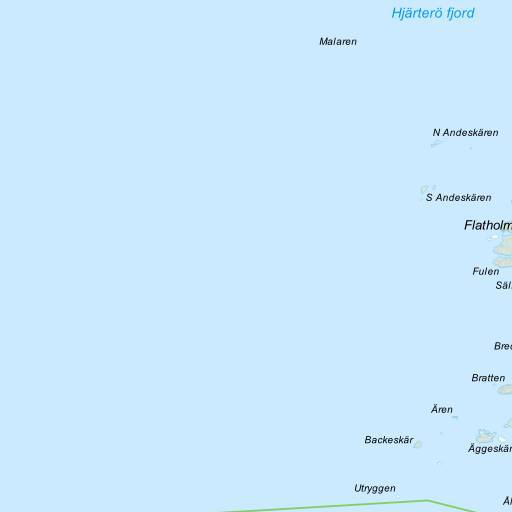 Hjärterö fjord
Malaren
N Andeskären
S Andeskären
Flatholm
Fulen
Säl
Bred
Bratten
Ären
Backeskär
Äggeskär
Utryggen